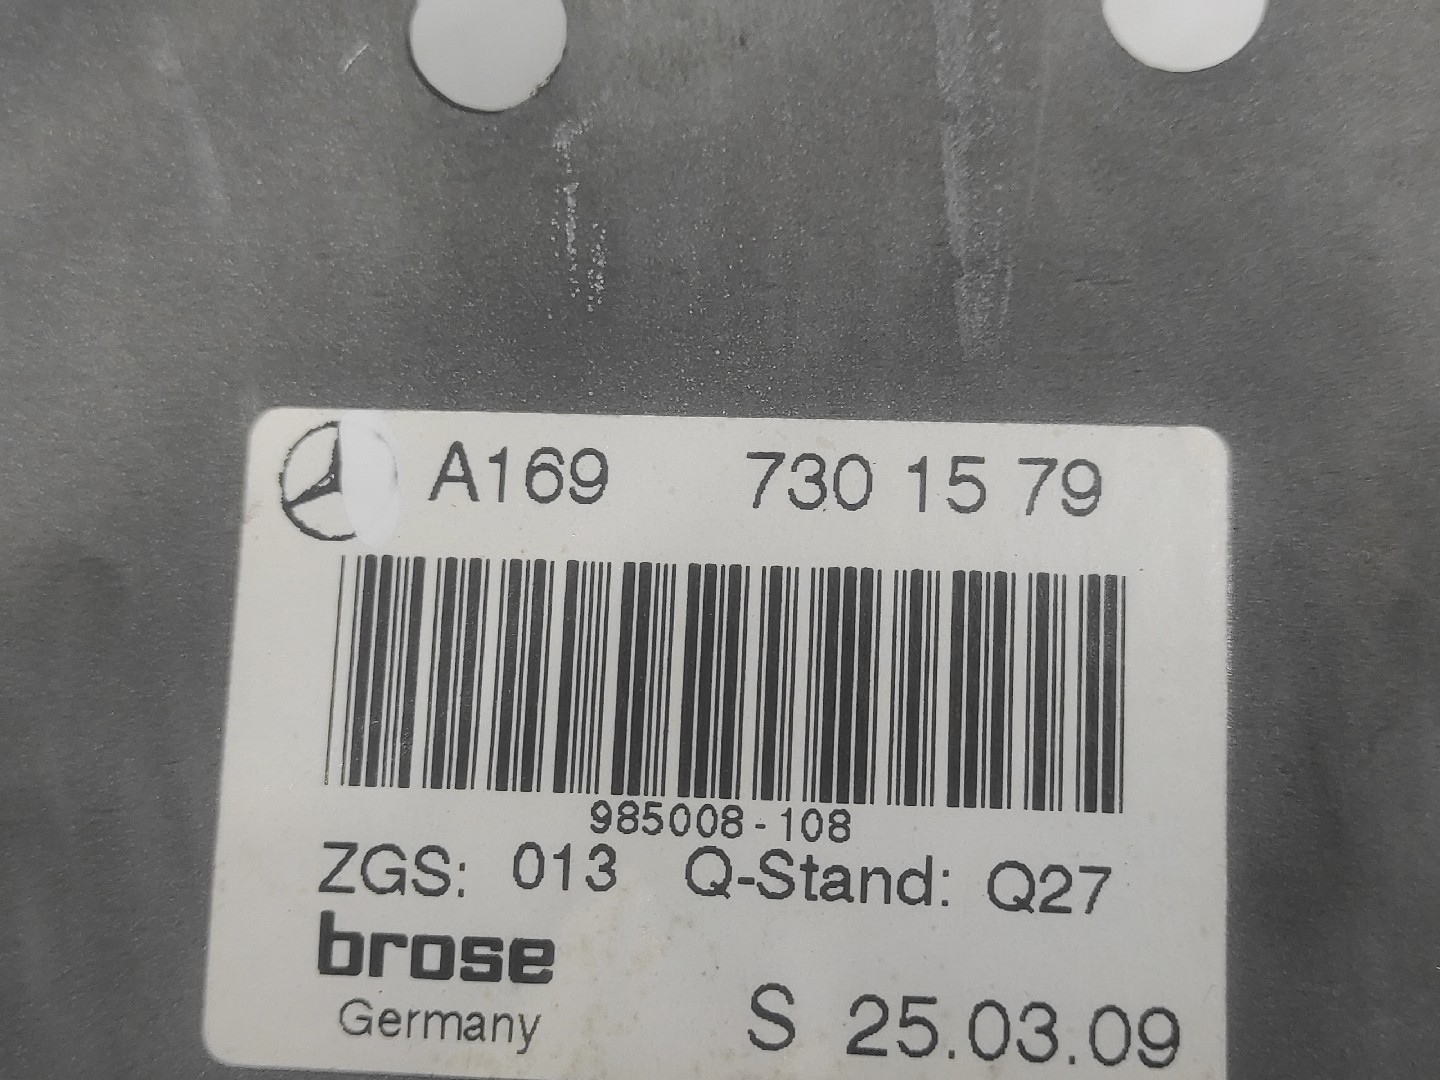 A169 730 15 79
985008-108
ZGS: 013 Q-Stand: Q27
brose
Germany
S 25.03.09